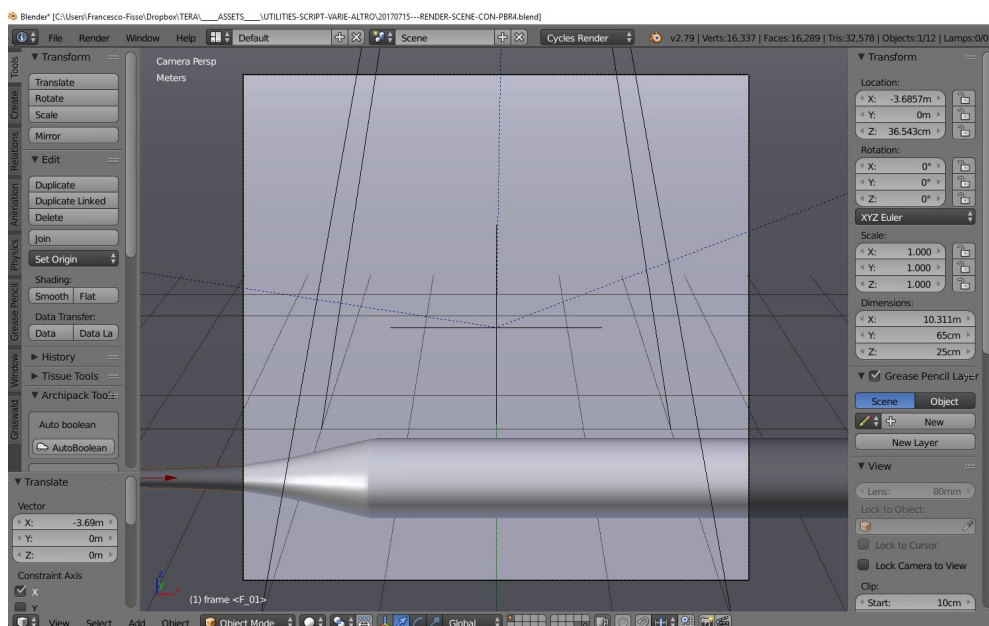 Blender* [C:\Users\Francesco-Fisso\Dropbox\TERA\____ASSETS____\UTILITIES-SCRIPT-VARIE-ALTRO\20170715---RENDER-SCENE-CON-PBR4.blend]
File Render Window Help Default Scene Cycles Render v2.79 | Verts:16,337 | Faces:16,289 | Tris:32,578 | Objects:1/12 | Lamps:0/0
Tools
Create
Relations
Animation
Physics
Grease Pencil
Window
Graswald
Transform
Translate
Rotate
Scale
Mirror
Edit
Duplicate
Duplicate Linked
Delete
Join
Set Origin
Shading:
Smooth Flat
Data Transfer:
Data Data La
History
Tissue Tools
Archipack Tools
Auto boolean
AutoBoolean
Translate
Vector
X: -3.69m
Y: 0m
Z: 0m
Constraint Axis
X
Y
Camera Persp
Meters
(1) frame <F_01>
Transform
Location:
X: -3.6857m
Y: 0m
Z: 36.543cm
Rotation:
X: 0°
Y: 0°
Z: 0°
XYZ Euler
Scale:
X: 1.000
Y: 1.000
Z: 1.000
Dimensions:
X: 10.311m
Y: 65cm
Z: 25cm
Grease Pencil Layer
Scene Object
New
New Layer
View
Lens: 80mm
Lock to Object:
Lock to Cursor
Lock Camera to View
Clip:
Start: 10cm
View Select Add Object Object Mode Global